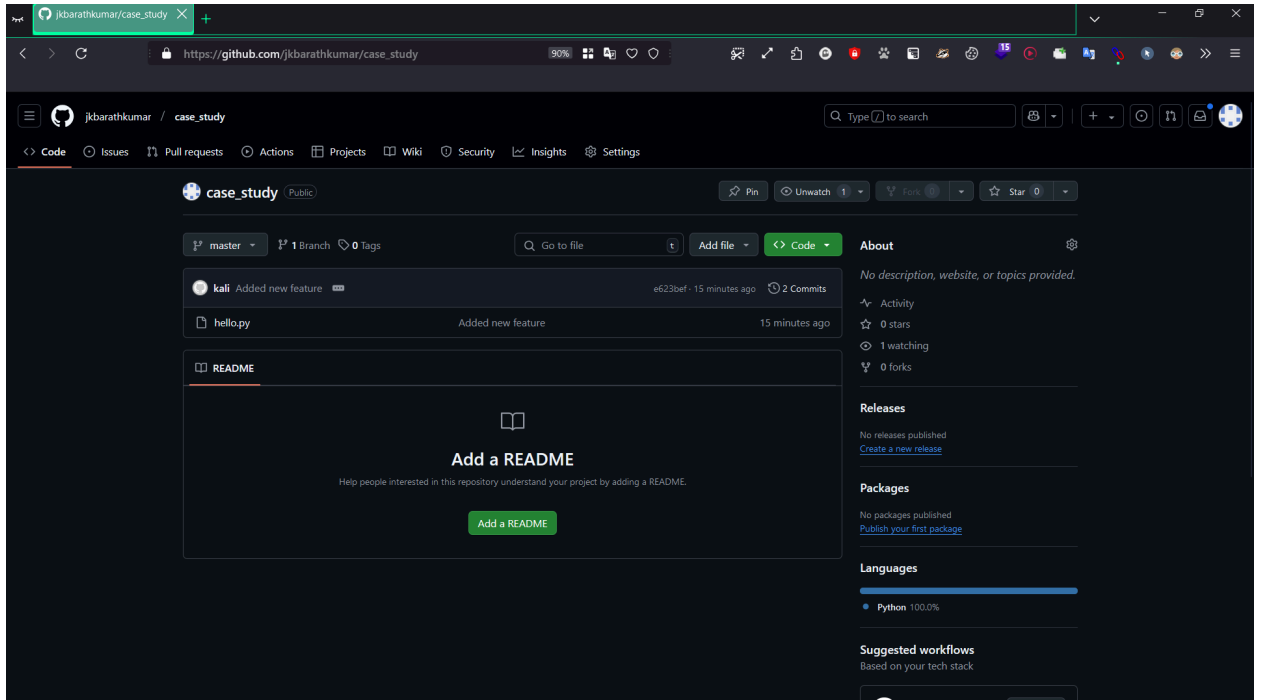 jkbarathkumar/case_study
https://github.com/jkbarathkumar/case_study 90% 15
jkbarathkumar / case_study Type / to search
Code Issues Pull requests Actions Projects Wiki Security Insights Settings
case_study Public Pin Unwatch 1 Fork 0 Star 0
master 1 Branch 0 Tags Go to file t Add file Code About
No description, website, or topics provided.
kali Added new feature e623bef · 15 minutes ago 2 Commits
Activity
hello.py Added new feature 15 minutes ago 0 stars
1 watching
README 0 forks
Releases
No releases published
Create a new release
Add a README
Help people interested in this repository understand your project by adding a README.
Packages
No packages published
Add a README Publish your first package
Languages
Python 100.0%
Suggested workflows
Based on your tech stack